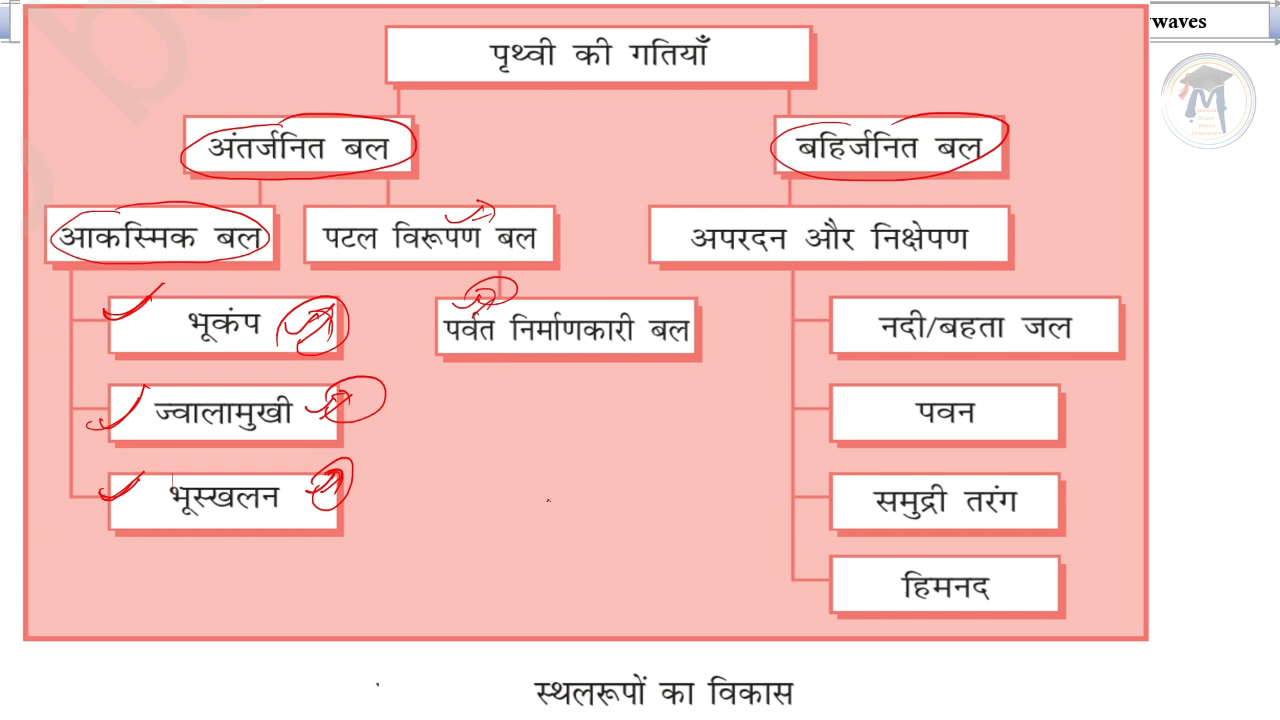 waves
पृथ्वी की गतियाँ
अंतर्जनित बल
बहिर्जनित बल
आकस्मिक बल
पटल विरूपण बल
अपरदन और निक्षेपण
भूकंप
पर्वत निर्माणकारी बल
नदी/बहता जल
ज्वालामुखी
पवन
भूस्खलन
समुद्री तरंग
हिमनद
स्थलरूपों का विकास